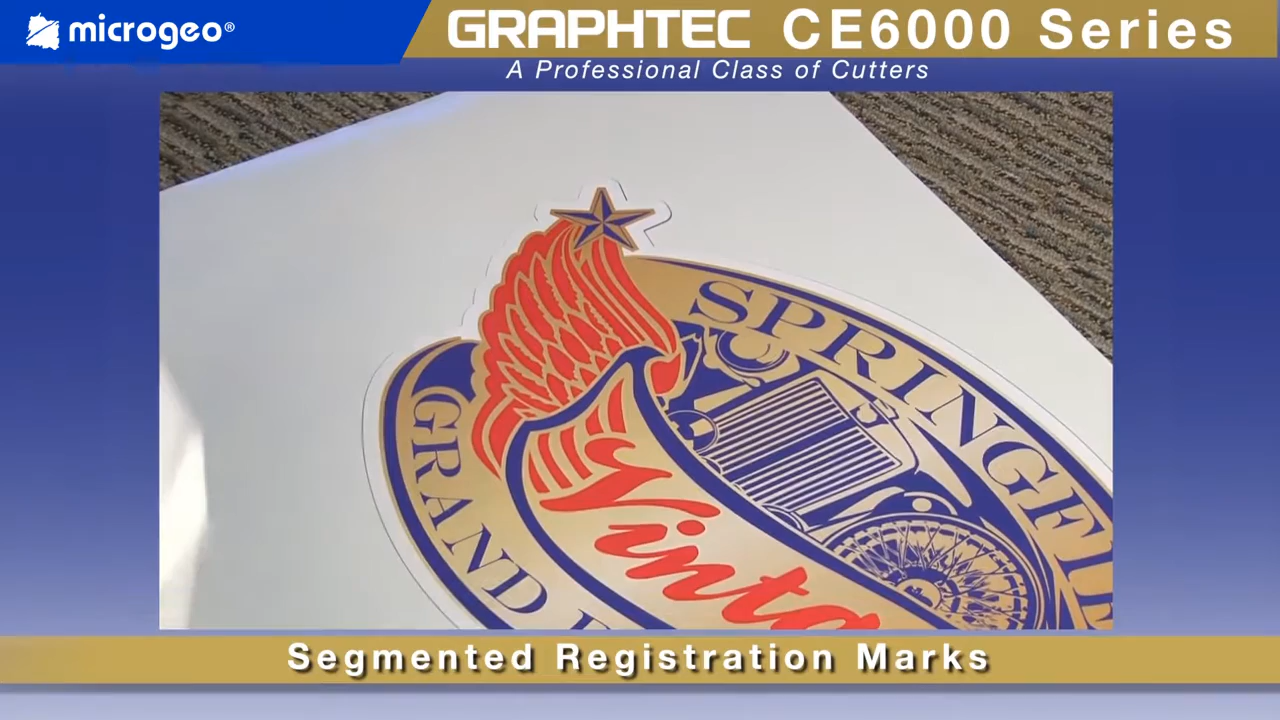 microgeo®
GRAPHTEC CE6000 Series
A Professional Class of Cutters
SPRINGFI
GRAND
Vinta
Segmented Registration Marks